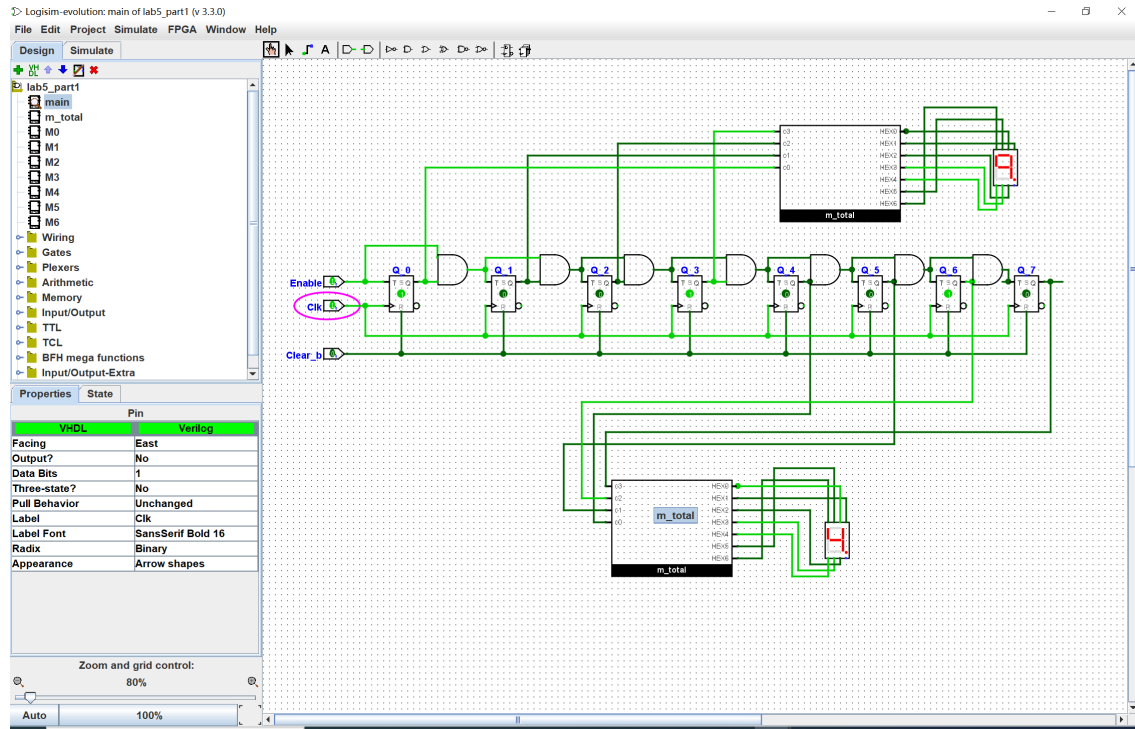 Logisim-evolution: main of lab5_part1 (v 3.3.0)
File Edit Project Simulate FPGA Window Help
Design Simulate
VH
DL
A
lab5_part1
main
m_total
M0
M1
M2
M3
M4
M5
M6
Wiring
Gates
Plexers
Arithmetic
Memory
Input/Output
TTL
TCL
BFH mega functions
Input/Output-Extra
Properties State
Pin
VHDL Verilog
Facing East
Output? No
Data Bits 1
Three-state? No
Pull Behavior Unchanged
Label Clk
Label Font SansSerif Bold 16
Radix Binary
Appearance Arrow shapes
Zoom and grid control:
80%
Auto 100%
c3 HEX0
c2 HEX1
c1 HEX2
c0 HEX3
HEX4
HEX5
HEX6
m_total
Q_0 Q_1 Q_2 Q_3 Q_4 Q_5 Q_6 Q_7
Enable T S Q T S Q T S Q T S Q T S Q T S Q T S Q T S Q
Clk R R R R R R R R
Clear_b
c3 HEX0
c2 HEX1
c1 HEX2
c0 HEX3
HEX4
HEX5
HEX6
m_total
m_total